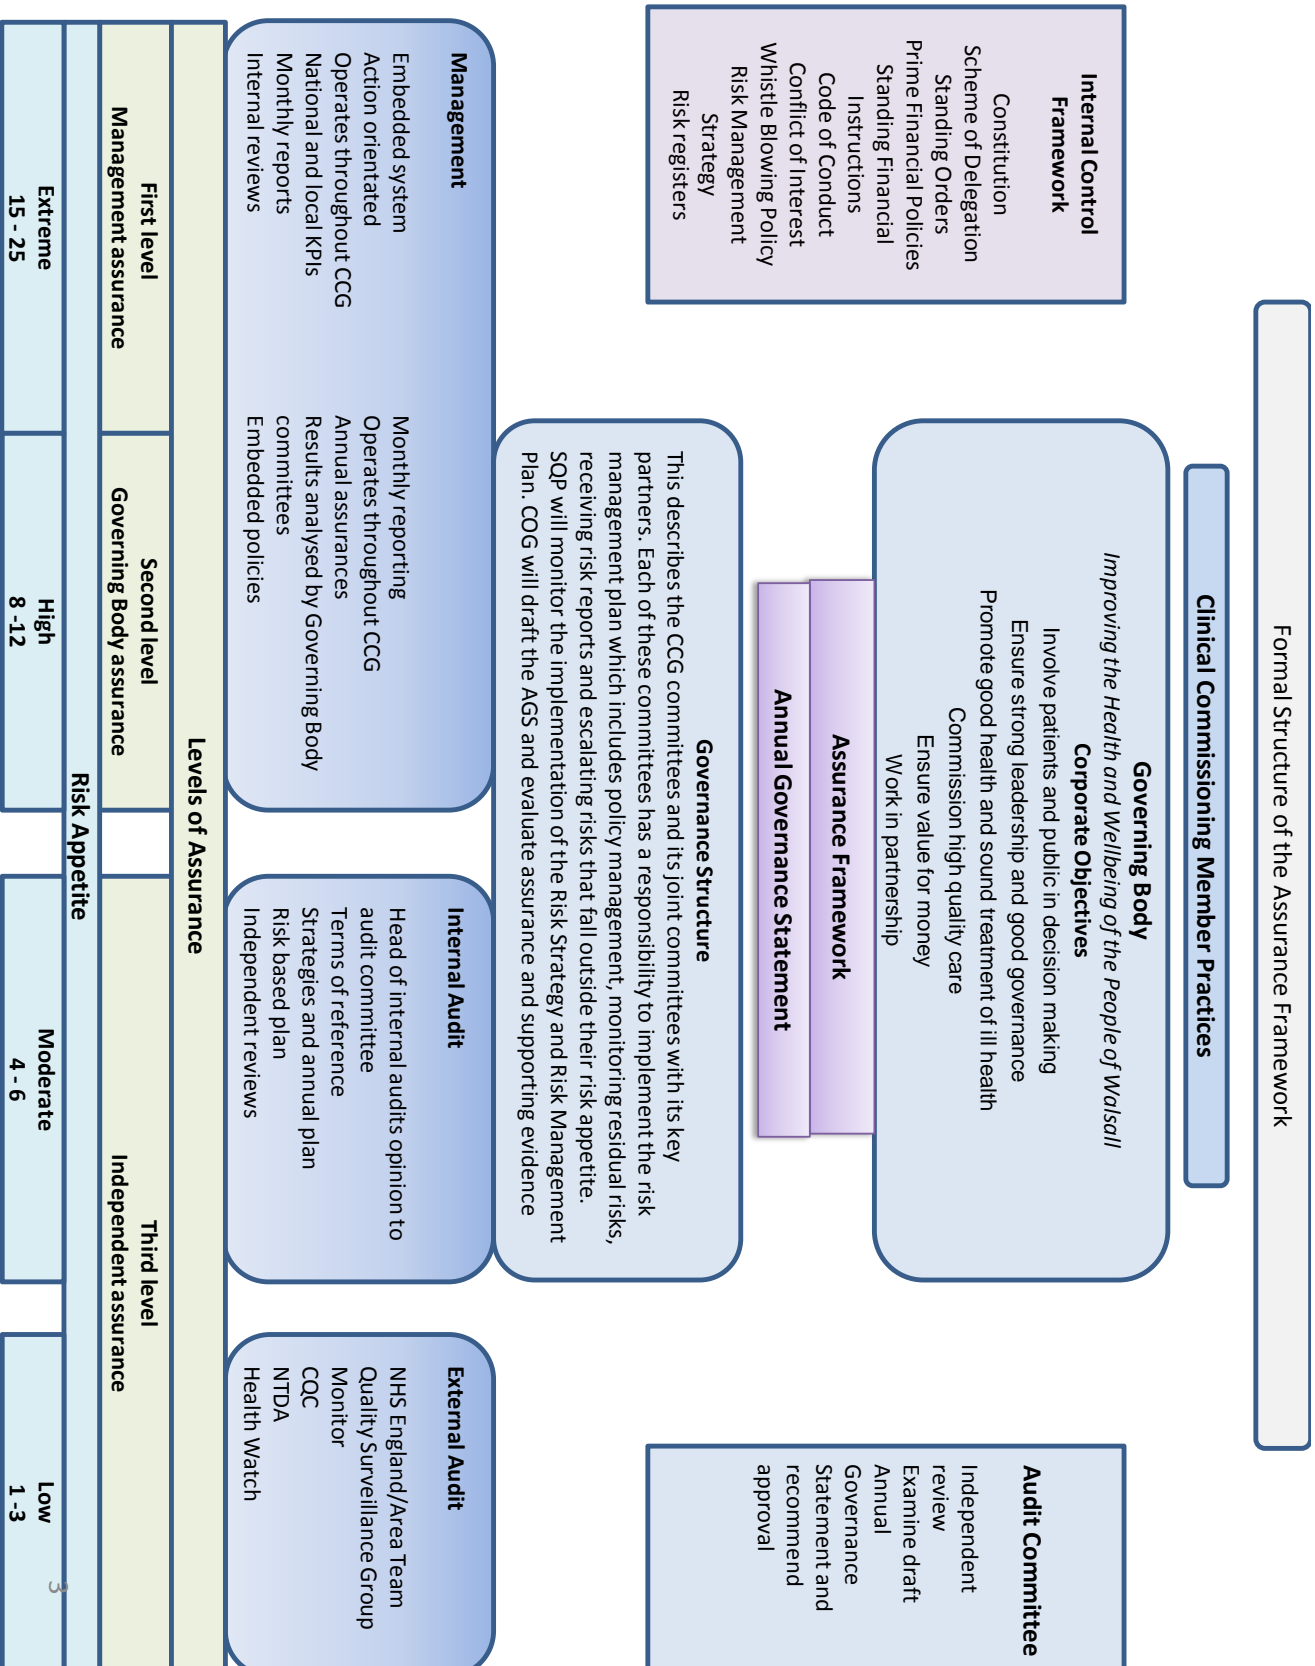 Formal Structure of the Assurance Framework
Clinical Commissioning Member Practices
Internal Control
Framework
Constitution
Scheme of Delegation
Standing Orders
Prime Financial Policies
Standing Financial
Instructions
Code of Conduct
Conflict of Interest
Whistle Blowing Policy
Risk Management
Strategy
Risk registers
Governing Body
Improving the Health and Wellbeing of the People of Walsall
Corporate Objectives
Involve patients and public in decision making
Ensure strong leadership and good governance
Promote good health and sound treatment of ill health
Commission high quality care
Ensure value for money
Work in partnership
Assurance Framework
Annual Governance Statement
Audit Committee
Independent
review
Examine draft
Annual
Governance
Statement and
recommend
approval
Governance Structure
This describes the CCG committees and its joint committees with its key
partners. Each of these committees has a responsibility to implement the risk
management plan which includes policy management, monitoring residual risks,
receiving risk reports and escalating risks that fall outside their risk appetite.
SQP will monitor the implementation of the Risk Strategy and Risk Management
Plan. COG will draft the AGS and evaluate assurance and supporting evidence
Management
Embedded system
Action orientated
Operates throughout CCG
National and local KPIs
Monthly reports
Internal reviews
Monthly reporting
Operates throughout CCG
Annual assurances
Results analysed by Governing Body
committees
Embedded policies
Internal Audit
Head of internal audits opinion to
audit committee
Terms of reference
Strategies and annual plan
Risk based plan
Independent reviews
External Audit
NHS England/Area Team
Quality Surveillance Group
Monitor
CQC
NTDA
Health Watch
Levels of Assurance
First level
Management assurance
Second level
Governing Body assurance
Third level
Independent assurance
Risk Appetite
Extreme
15 - 25
High
8 -12
Moderate
4 - 6
Low
1 -3
3